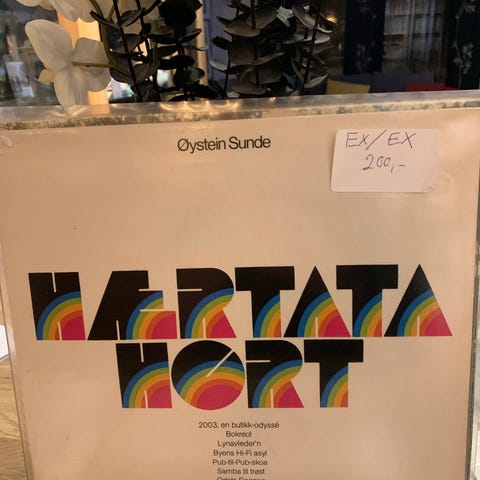 Øystein Sunde
EX/EX
200,-
HÆRTATA
HØRT
2003, en butikk-odyssé
Bokreol
Lynavleder'n
Byens Hi-Fi asyl
Pub-til-Pub-skoa
Samba til trøst